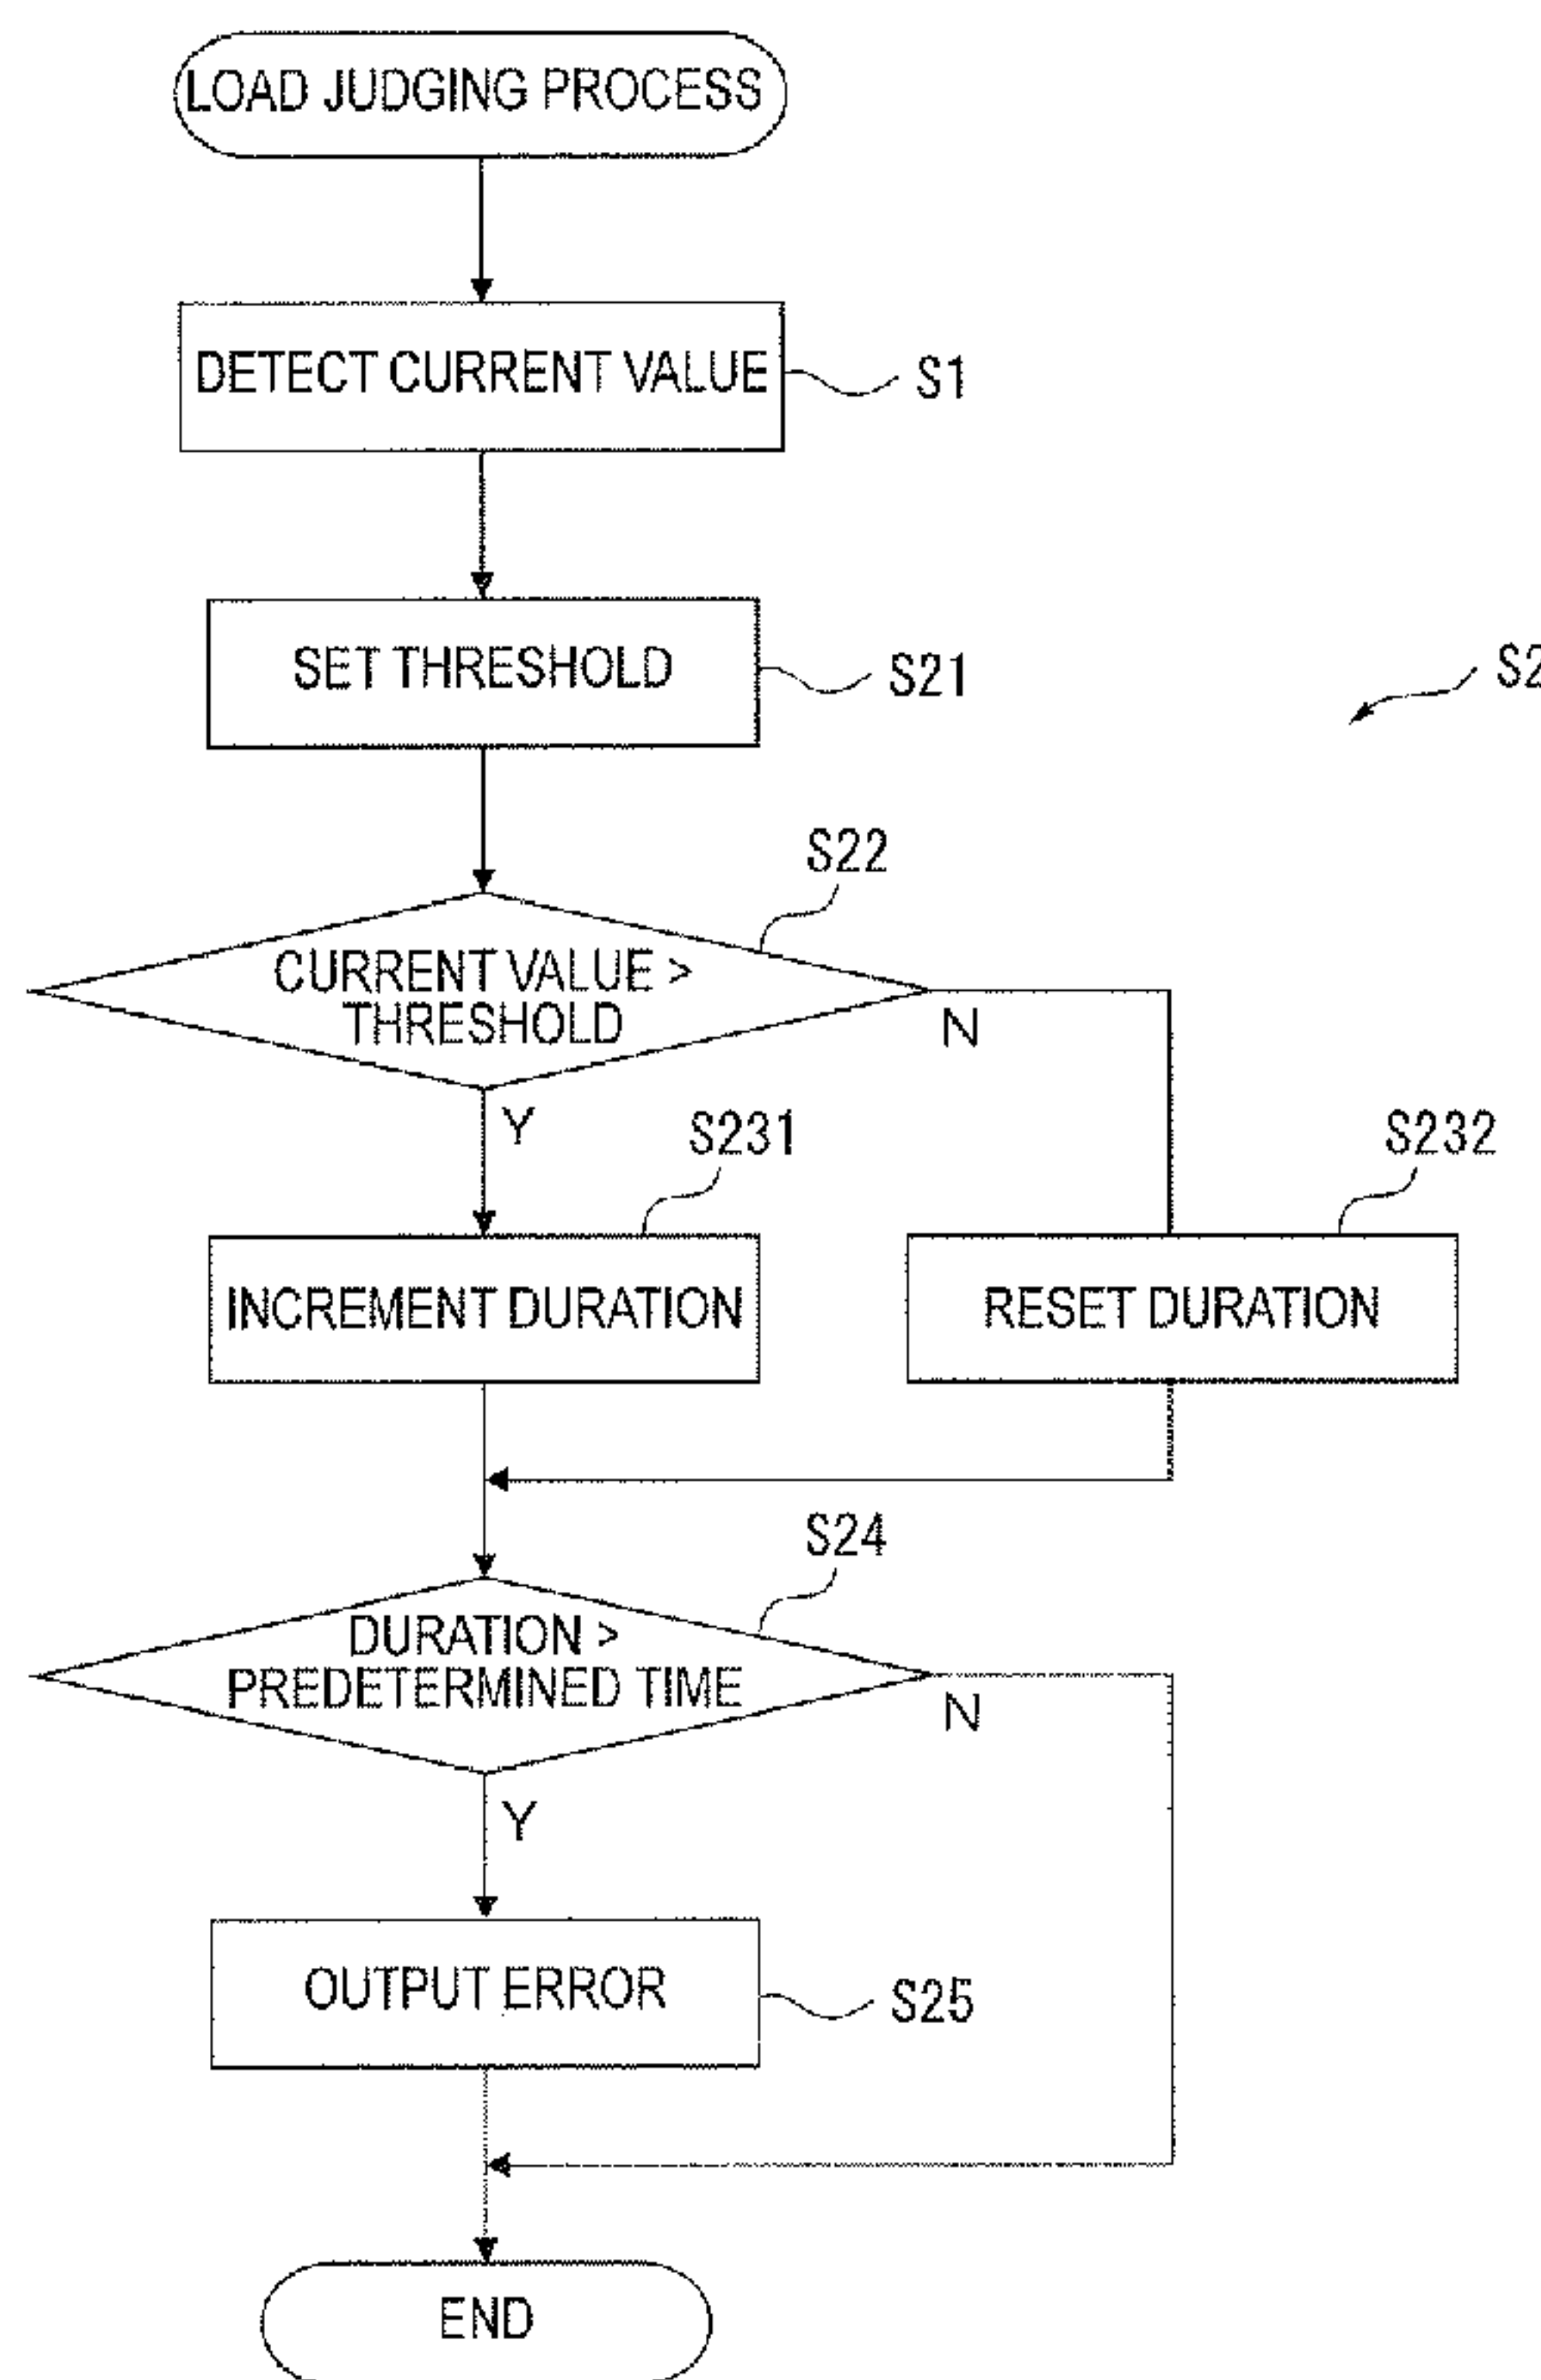 LOAD JUDGING PROCESS
DETECT CURRENT VALUE
S1
SET THRESHOLD
S21
S2
S22
CURRENT VALUE >
THRESHOLD
N
Y
S231
S232
INCREMENT DURATION
RESET DURATION
S24
DURATION >
PREDETERMINED TIME
N
Y
OUTPUT ERROR
S25
END